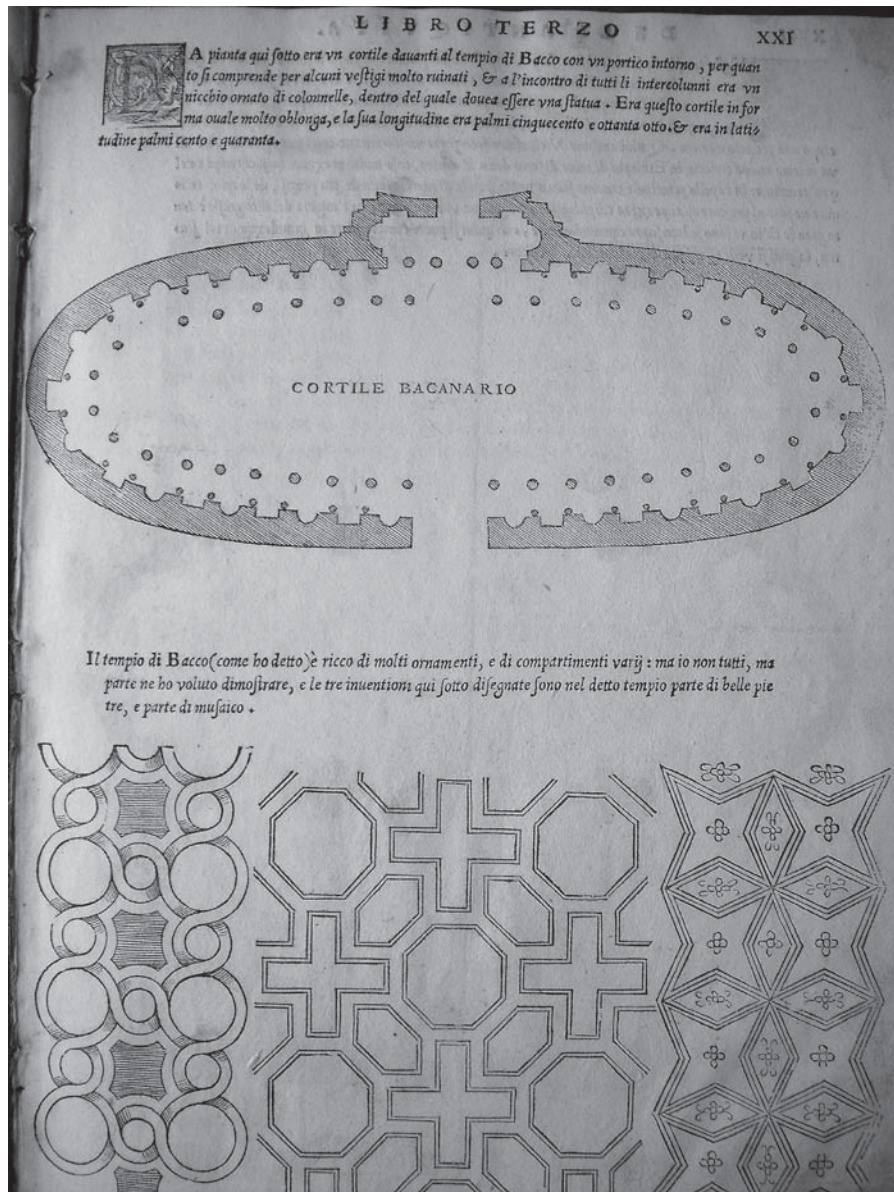 LIBRO TERZO
XXI
LA pianta qui ſotto era vn cortile dauanti al tempio di Bacco con vn portico intorno, per quan
to ſi comprende per alcuni veſtigi molto ruinati, & a l'incontro di tutti li intercolunni era vn
nicchio ornato di colonnelle, dentro del quale douea eſſere vna ſtatua. Era queſto cortile in for
ma ouale molto oblonga, e la ſua longitudine era palmi cinquecento e ottanta otto. & era in lati-
tudine palmi cento e quaranta.
CORTILE BACANARIO
Il tempio di Bacco (come ho detto) è ricco di molti ornamenti, e di compartimenti varij: ma io non tutti, ma
parte ne ho voluto dimoſtrare, e le tre inuentioni qui ſotto diſegnate ſono nel detto tempio parte di belle pie
tre, e parte di muſaico.